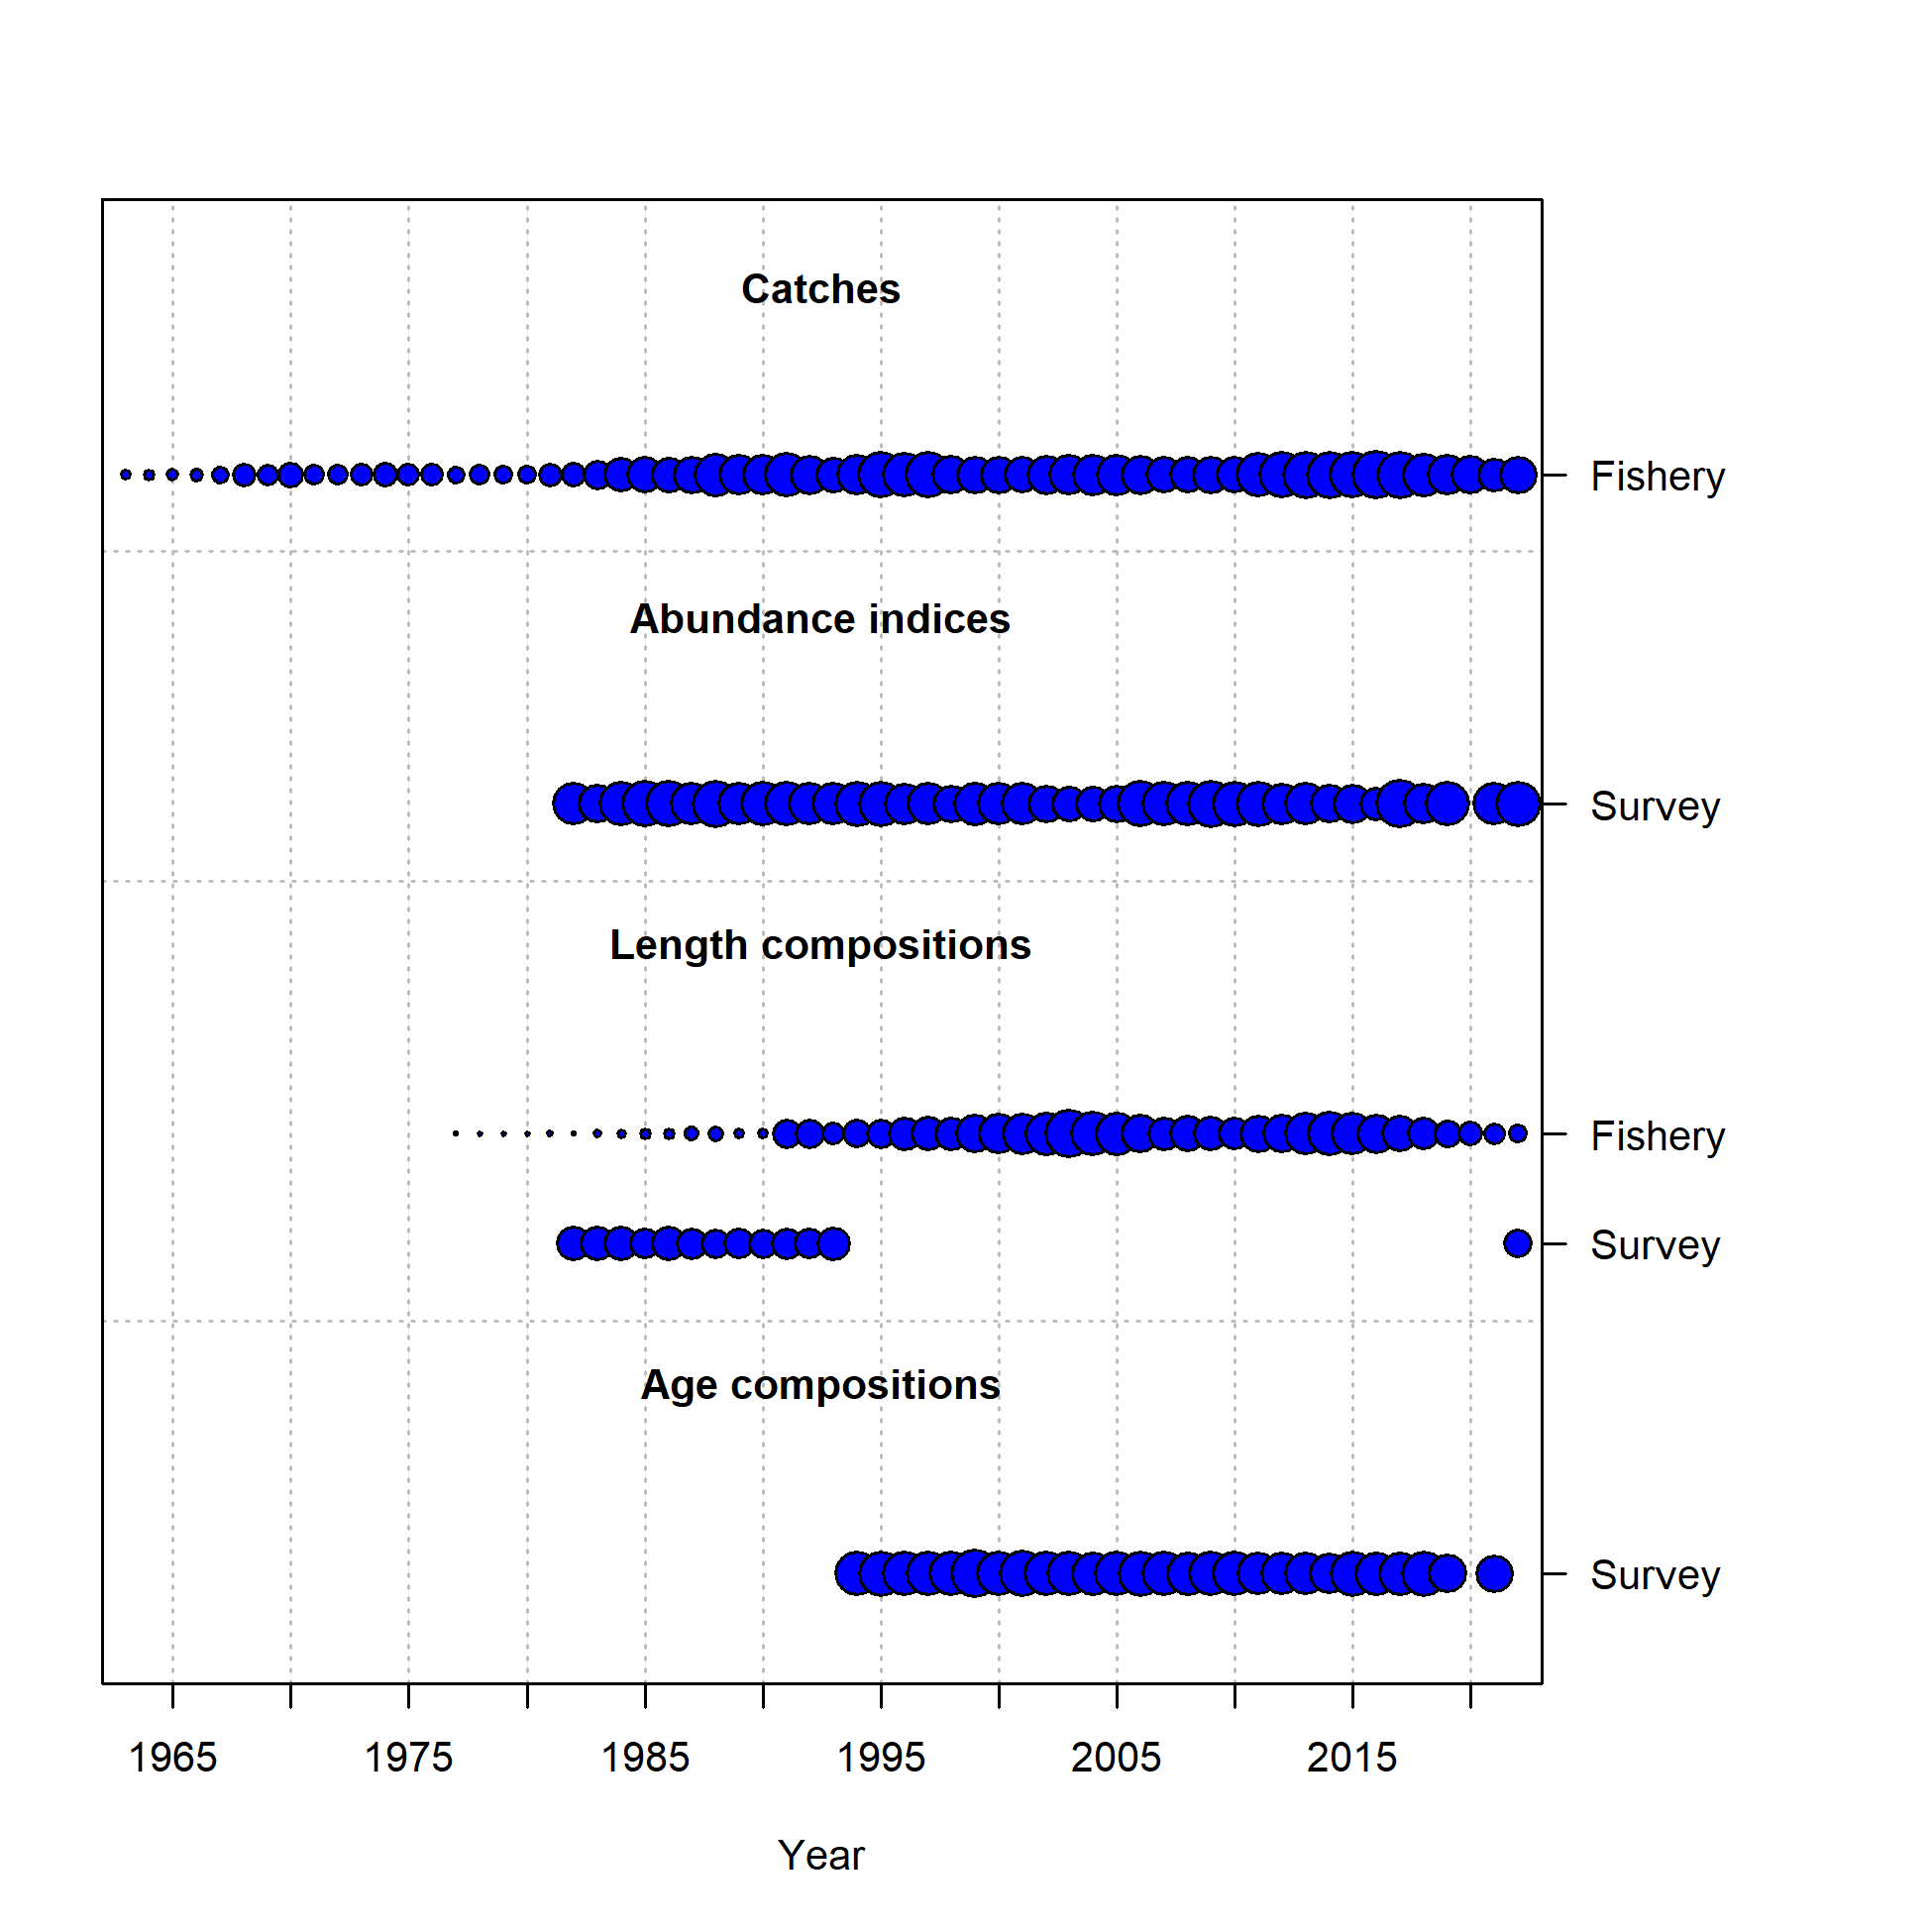 Catches
Fishery
Abundance indices
Survey
Length compositions
Fishery
Survey
Age compositions
Survey
1965 1975 1985 1995 2005 2015
Year